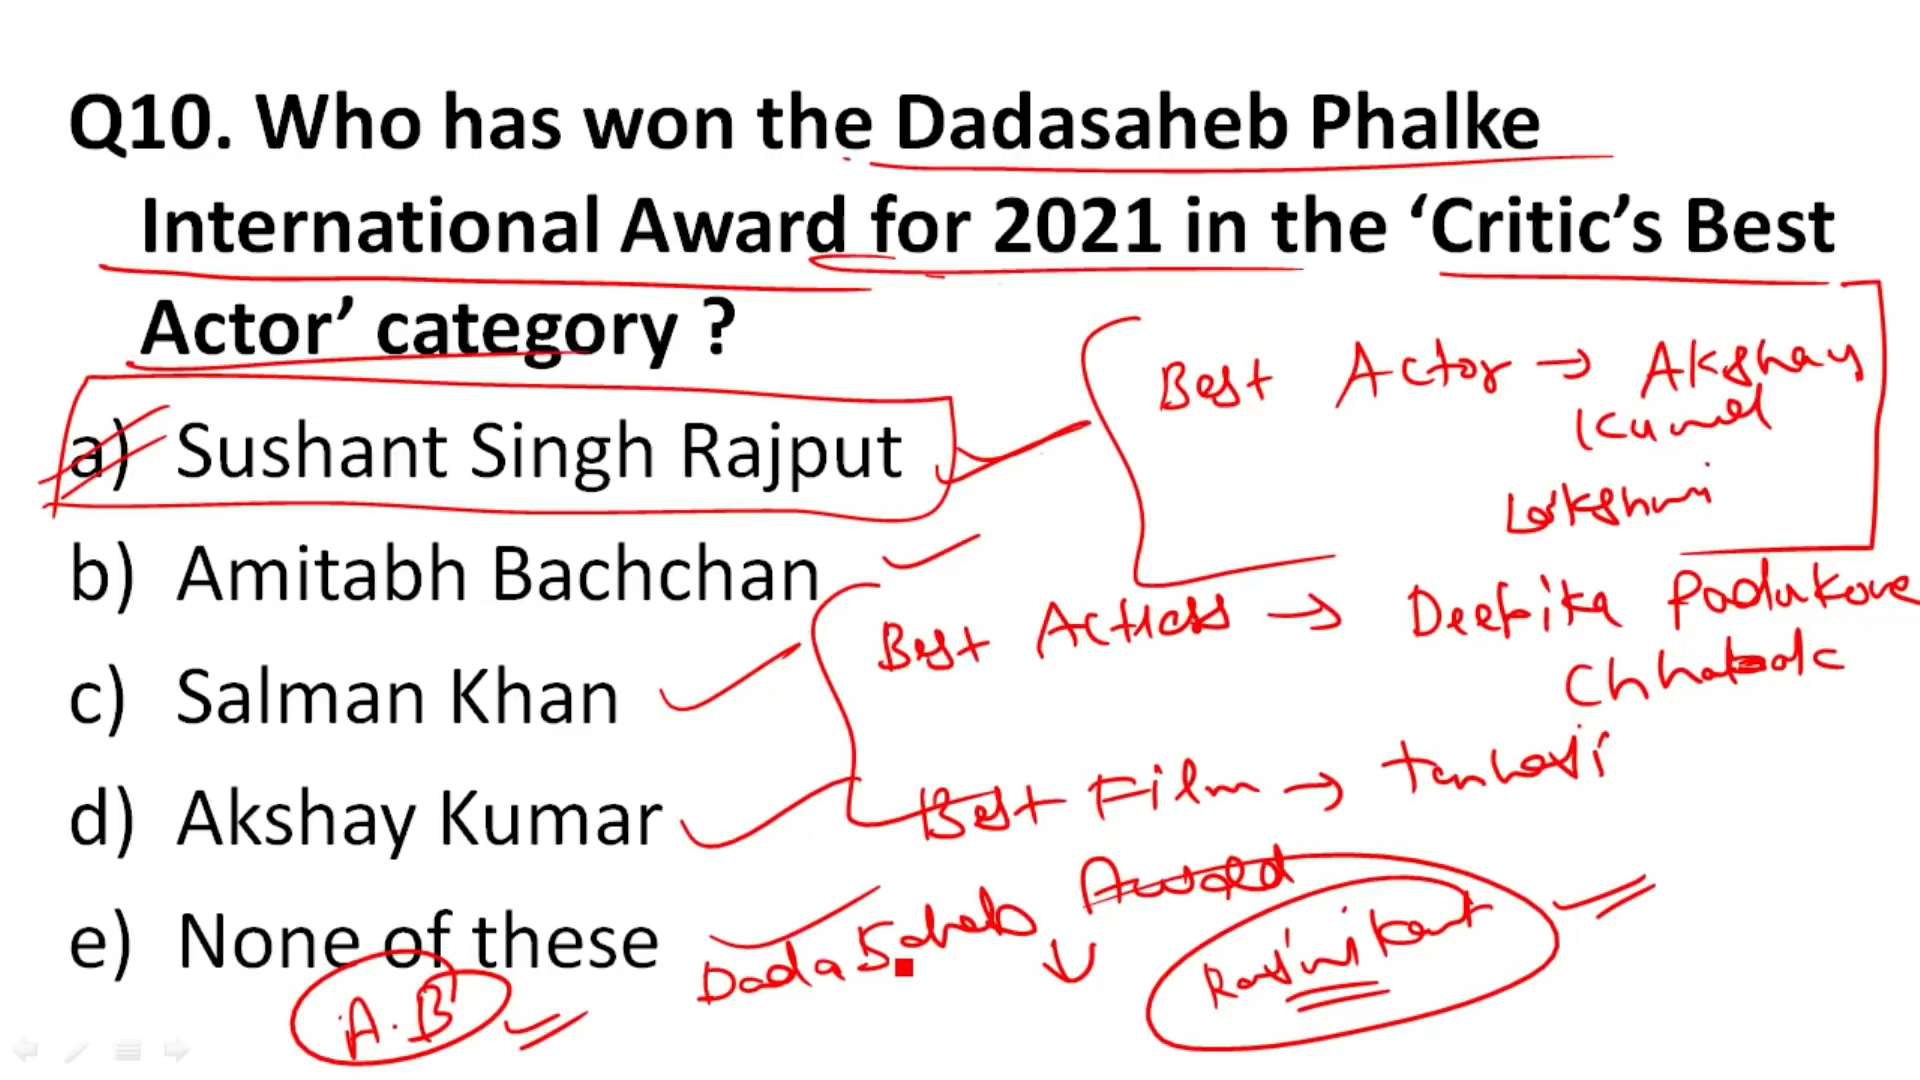 Q10. Who has won the Dadasaheb Phalke
International Award for 2021 in the ‘Critic’s Best
Actor’ category ?
a) Sushant Singh Rajput
b) Amitabh Bachchan
c) Salman Khan
d) Akshay Kumar
e) None of these
Best Actor → Akshay
Kumar
Lakshmi
Best Actress → Deepika Padukone
Chhapaak
Best Film → Tanhaji
DadaSaheb Award
Rajinikant
A.B